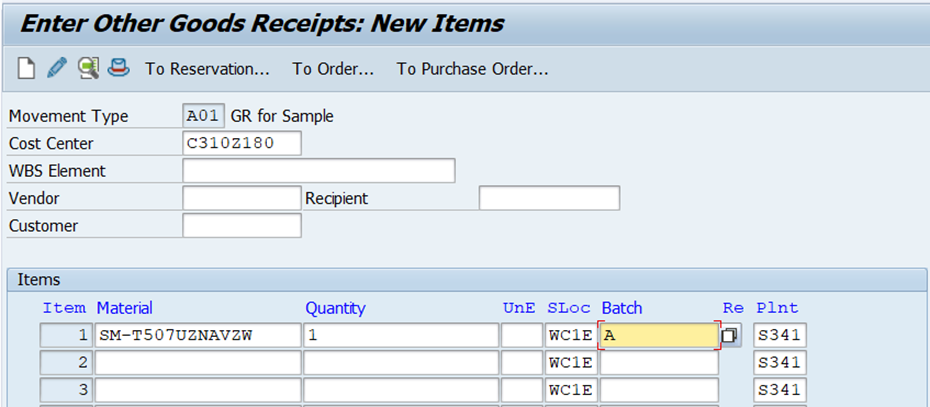 Enter Other Goods Receipts: New Items
To Reservation... To Order... To Purchase Order...
Movement Type A01 GR for Sample
Cost Center C310Z180
WBS Element
Vendor Recipient
Customer
Items
Item Material Quantity UnE SLoc Batch Re Plnt
1 SM-T507UZNAVZW 1 WC1E A S341
2 WC1E S341
3 WC1E S341